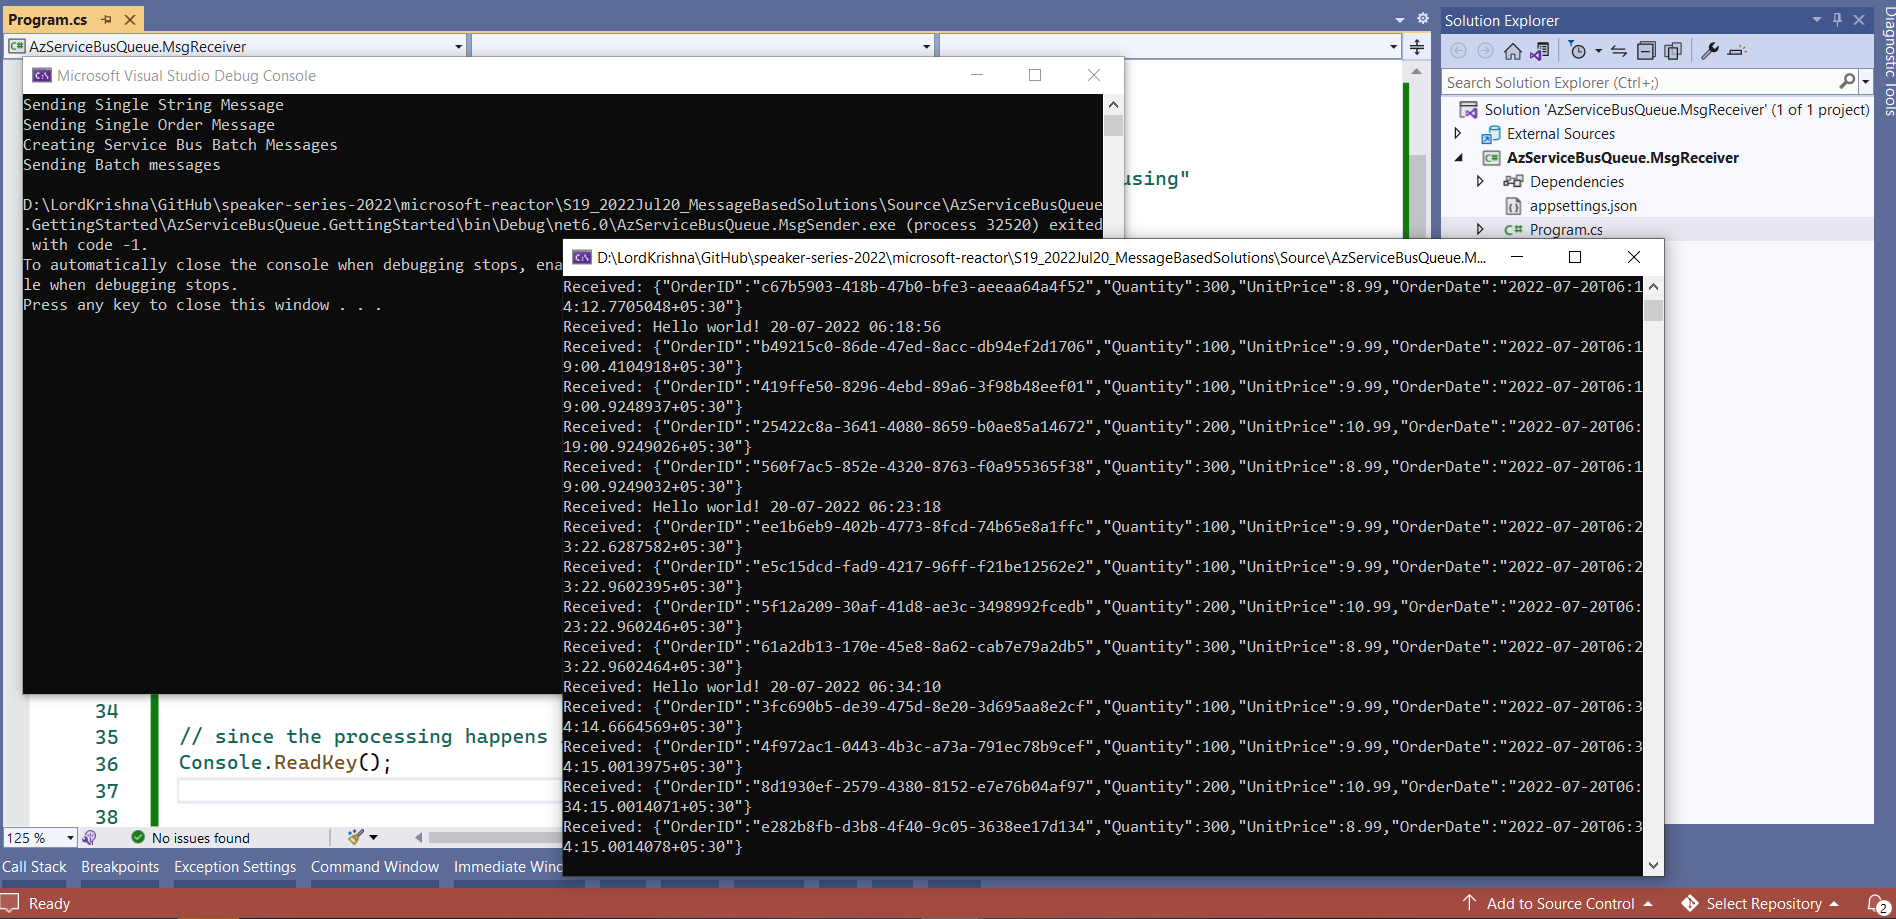 Program.cs
AzServiceBusQueue.MsgReceiver
Microsoft Visual Studio Debug Console
Sending Single String Message
Sending Single Order Message
Creating Service Bus Batch Messages
Sending Batch messages
D:\LordKrishna\GitHub\speaker-series-2022\microsoft-reactor\S19_2022Jul20_MessageBasedSolutions\Source\AzServiceBusQueue
.GettingStarted\AzServiceBusQueue.GettingStarted\bin\Debug\net6.0\AzServiceBusQueue.MsgSender.exe (process 32520) exited
with code -1.
To automatically close the console when debugging stops, ena
le when debugging stops.
Press any key to close this window . . .
using"
D:\LordKrishna\GitHub\speaker-series-2022\microsoft-reactor\S19_2022Jul20_MessageBasedSolutions\Source\AzServiceBusQueue.M...
Received: {"OrderID":"c67b5903-418b-47b0-bfe3-aeeaa64a4f52","Quantity":300,"UnitPrice":8.99,"OrderDate":"2022-07-20T06:1
4:12.7705048+05:30"}
Received: Hello world! 20-07-2022 06:18:56
Received: {"OrderID":"b49215c0-86de-47ed-8acc-db94ef2d1706","Quantity":100,"UnitPrice":9.99,"OrderDate":"2022-07-20T06:1
9:00.4104918+05:30"}
Received: {"OrderID":"419ffe50-8296-4ebd-89a6-3f98b48eef01","Quantity":100,"UnitPrice":9.99,"OrderDate":"2022-07-20T06:1
9:00.9248937+05:30"}
Received: {"OrderID":"25422c8a-3641-4080-8659-b0ae85a14672","Quantity":200,"UnitPrice":10.99,"OrderDate":"2022-07-20T06:
19:00.9249026+05:30"}
Received: {"OrderID":"560f7ac5-852e-4320-8763-f0a955365f38","Quantity":300,"UnitPrice":8.99,"OrderDate":"2022-07-20T06:1
9:00.9249032+05:30"}
Received: Hello world! 20-07-2022 06:23:18
Received: {"OrderID":"ee1b6eb9-402b-4773-8fcd-74b65e8a1ffc","Quantity":100,"UnitPrice":9.99,"OrderDate":"2022-07-20T06:2
3:22.6287582+05:30"}
Received: {"OrderID":"e5c15dcd-fad9-4217-96ff-f21be12562e2","Quantity":100,"UnitPrice":9.99,"OrderDate":"2022-07-20T06:2
3:22.9602395+05:30"}
Received: {"OrderID":"5f12a209-30af-41d8-ae3c-3498992fcedb","Quantity":200,"UnitPrice":10.99,"OrderDate":"2022-07-20T06:
23:22.960246+05:30"}
Received: {"OrderID":"61a2db13-170e-45e8-8a62-cab7e79a2db5","Quantity":300,"UnitPrice":8.99,"OrderDate":"2022-07-20T06:2
3:22.9602464+05:30"}
Received: Hello world! 20-07-2022 06:34:10
Received: {"OrderID":"3fc690b5-de39-475d-8e20-3d695aa8e2cf","Quantity":100,"UnitPrice":9.99,"OrderDate":"2022-07-20T06:3
4:14.6664569+05:30"}
Received: {"OrderID":"4f972ac1-0443-4b3c-a73a-791ec78b9cef","Quantity":100,"UnitPrice":9.99,"OrderDate":"2022-07-20T06:3
4:15.0013975+05:30"}
Received: {"OrderID":"8d1930ef-2579-4380-8152-e7e76b04af97","Quantity":200,"UnitPrice":10.99,"OrderDate":"2022-07-20T06:
34:15.0014071+05:30"}
Received: {"OrderID":"e282b8fb-d3b8-4f40-9c05-3638ee17d134","Quantity":300,"UnitPrice":8.99,"OrderDate":"2022-07-20T06:3
4:15.0014078+05:30"}
34
35 // since the processing happens
36 Console.ReadKey();
37
38
125 %
No issues found
Call Stack Breakpoints Exception Settings Command Window Immediate Wind
Ready
Add to Source Control
Select Repository
2
Solution Explorer
Search Solution Explorer (Ctrl+;)
Solution 'AzServiceBusQueue.MsgReceiver' (1 of 1 project)
External Sources
C# AzServiceBusQueue.MsgReceiver
Dependencies
appsettings.json
C# Program.cs
Diagnostic Tools